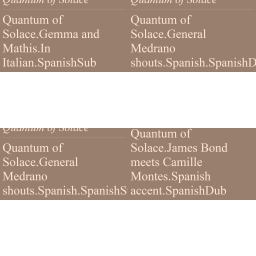 Quantum of Solace
Quantum of
Solace.Gemma and
Mathis.In
Italian.SpanishSub
Quantum of Solace
Quantum of
Solace.General
Medrano
shouts.Spanish.SpanishD
Quantum of Solace
Quantum of
Solace.General
Medrano
shouts.Spanish.SpanishS
Quantum of
Solace.James Bond
meets Camille
Montes.Spanish
accent.SpanishDub